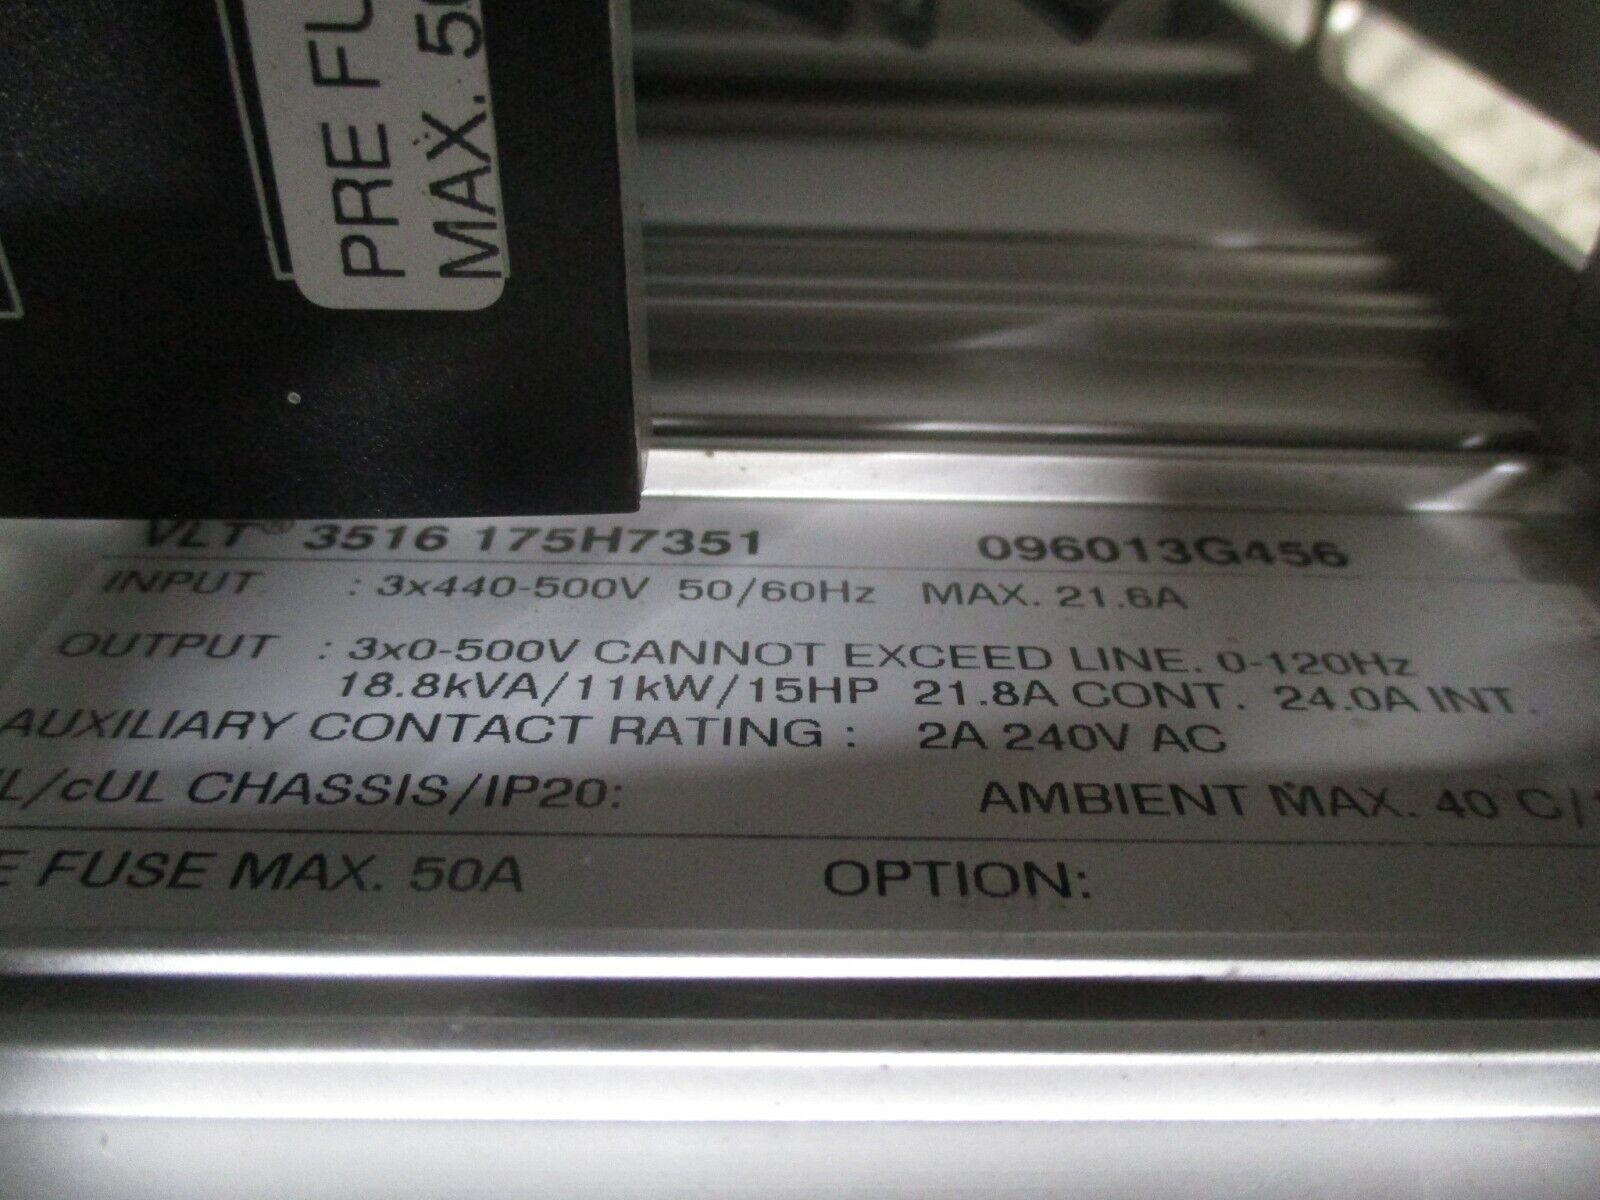 PRE FU
MAX. 50
VLT® 3516 175H7351 096013G456
INPUT : 3x440-500V 50/60Hz MAX. 21.6A
OUTPUT : 3x0-500V CANNOT EXCEED LINE. 0-120Hz
18.8kVA/11kW/15HP 21.8A CONT. 24.0A INT.
AUXILIARY CONTACT RATING : 2A 240V AC
L/cUL CHASSIS/IP20: AMBIENT MAX. 40°C/
E FUSE MAX. 50A OPTION: